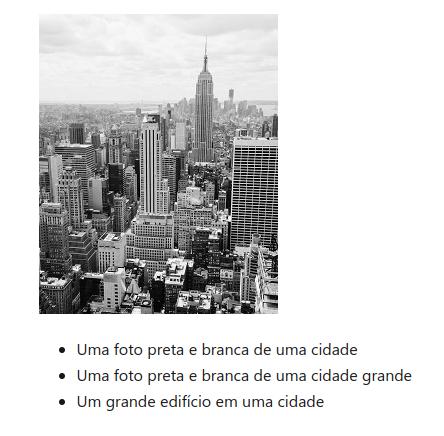 Uma foto preta e branca de uma cidade
Uma foto preta e branca de uma cidade grande
Um grande edifício em uma cidade